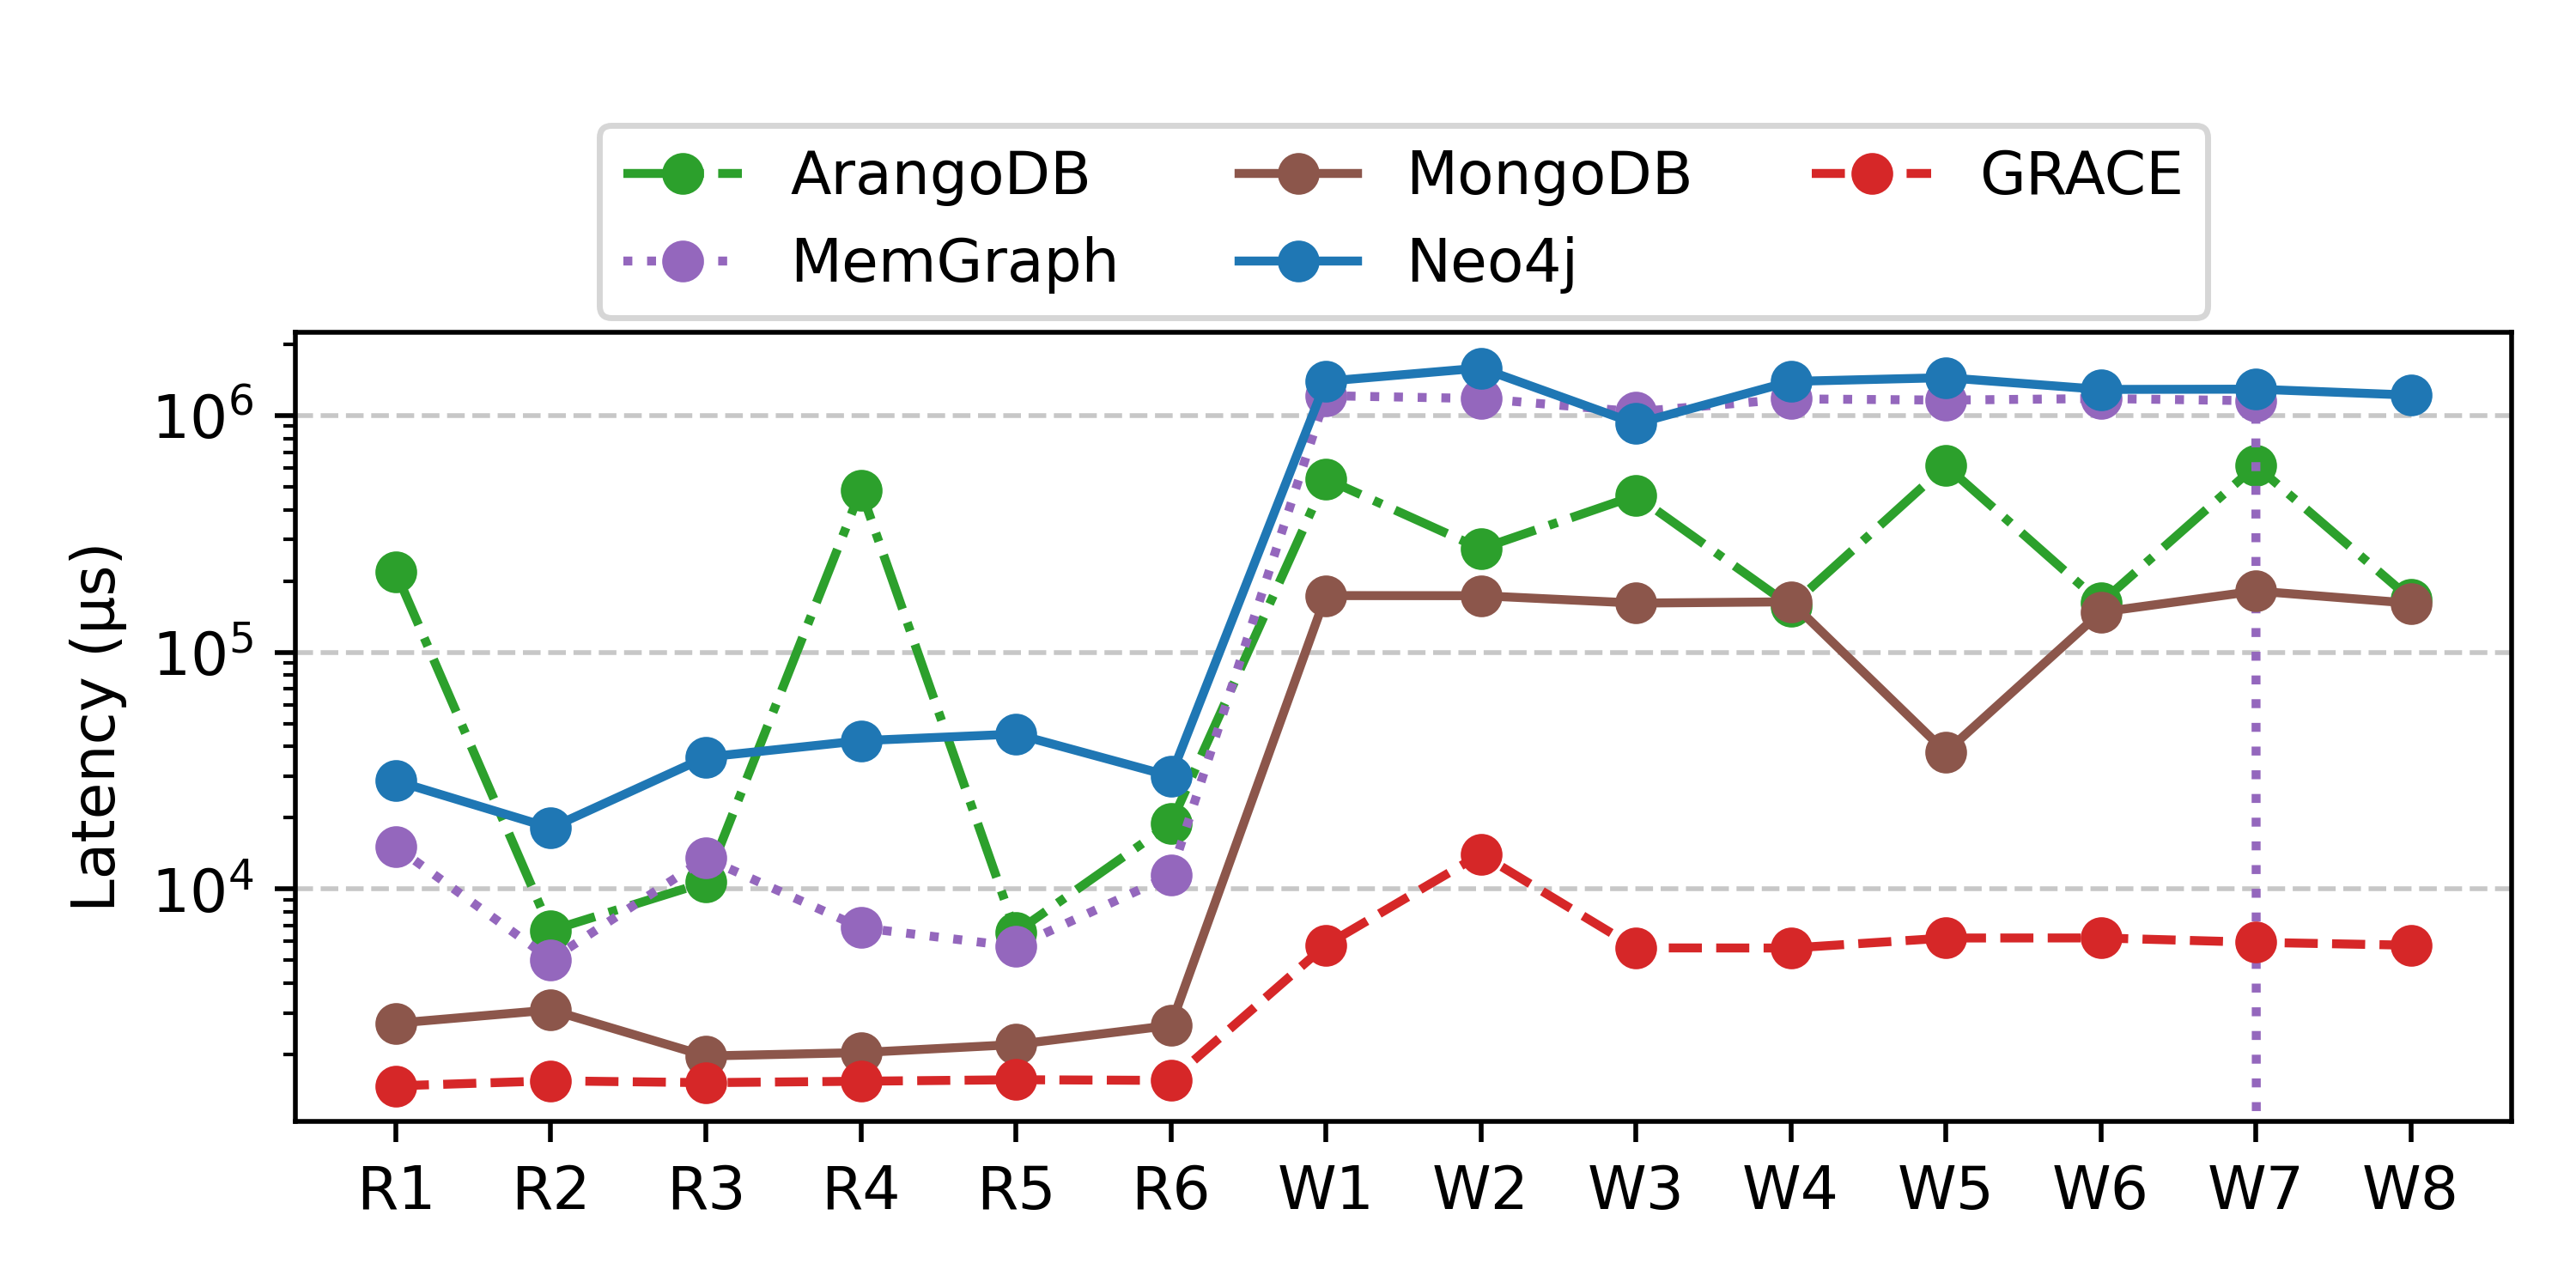 ArangoDB MongoDB GRACE
MemGraph Neo4j
Latency (µs)
10⁶
10⁵
10⁴
R1 R2 R3 R4 R5 R6 W1 W2 W3 W4 W5 W6 W7 W8